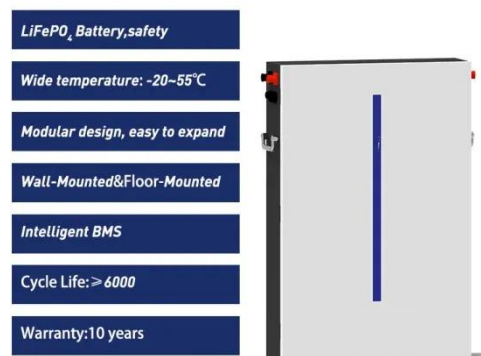 LiFePO₄ Battery,safety
Wide temperature: -20~55℃
Modular design, easy to expand
Wall-Mounted&Floor-Mounted
Intelligent BMS
Cycle Life:≥6000
Warranty:10 years